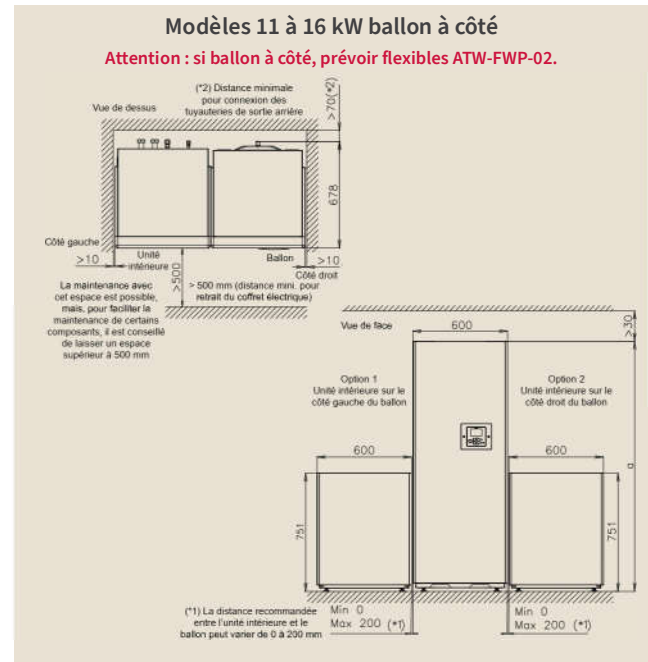 Modèles 11 à 16 kW ballon à côté
Attention : si ballon à côté, prévoir flexibles ATW-FWP-02.
(*2) Distance minimale
pour connexion des
tuyauteries de sortie arrière
>70(*2)
Vue de dessus
678
Côté gauche
Unité
intérieure
Ballon
>10
>10
Côté droit
>500
> 500 mm (distance mini. pour
retrait du coffret électrique)
La maintenance avec
cet espace est possible,
mais, pour faciliter la
maintenance de certains
composants, il est conseillé
de laisser un espace
supérieur à 500 mm
Vue de face
600
>30
Option 1
Unité intérieure sur le
côté gauche du ballon
Option 2
Unité intérieure sur le
côté droit du ballon
600
600
a
751
751
(*1) La distance recommandée
entre l'unité intérieure et le
ballon peut varier de 0 à 200 mm
Min 0
Max 200 (*1)
Min 0
Max 200 (*1)